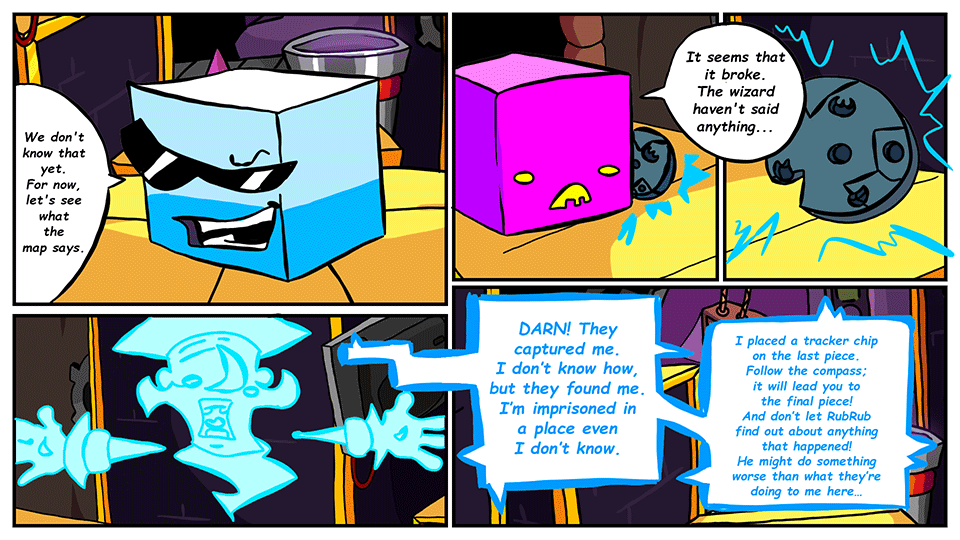 We don't
know that
yet.
For now,
let's see
what
the
map says.
It seems that
it broke.
The wizard
haven't said
anything...
DARN! They
captured me.
I don't know how,
but they found me.
I'm imprisoned in
a place even
I don't know.
I placed a tracker chip
on the last piece.
Follow the compass;
it will lead you to
the final piece!
And don't let RubRub
find out about anything
that happened!
He might do something
worse than what they're
doing to me here...